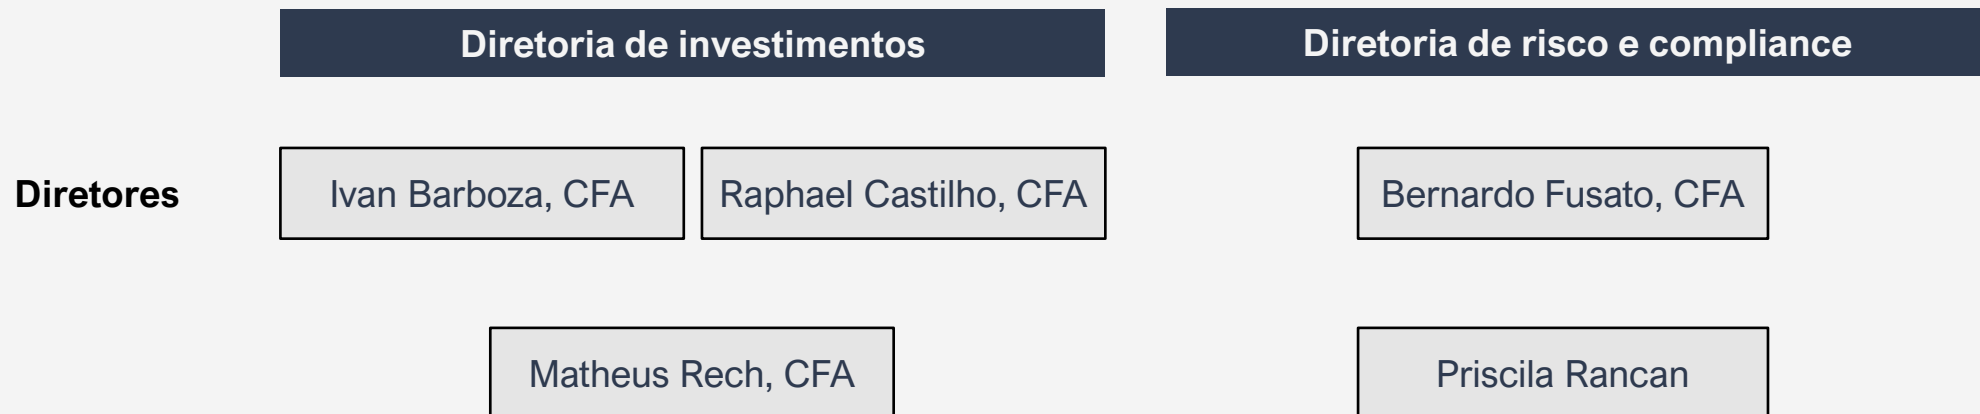 Diretoria de investimentos
Diretoria de risco e compliance
Diretores
Ivan Barboza, CFA
Raphael Castilho, CFA
Bernardo Fusato, CFA
Matheus Rech, CFA
Priscila Rancan